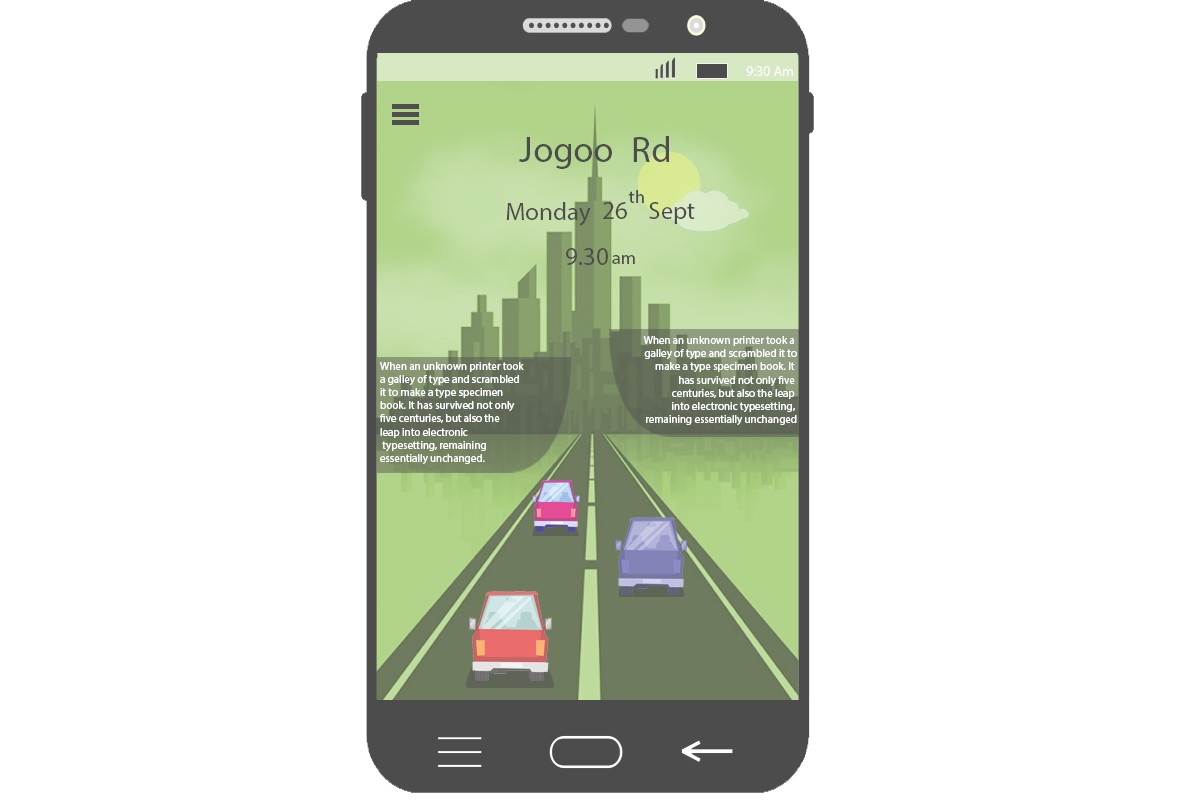 9:30 Am
Jogoo Rd
Monday 26th Sept
9.30 am
When an unknown printer took
a galley of type and scrambled
it to make a type specimen
book. It has survived not only
five centuries, but also the
leap into electronic
typesetting, remaining
essentially unchanged.
When an unknown printer took a
galley of type and scrambled it to
make a type specimen book. It
has survived not only five
centuries, but also the leap
into electronic typesetting,
remaining essentially unchanged